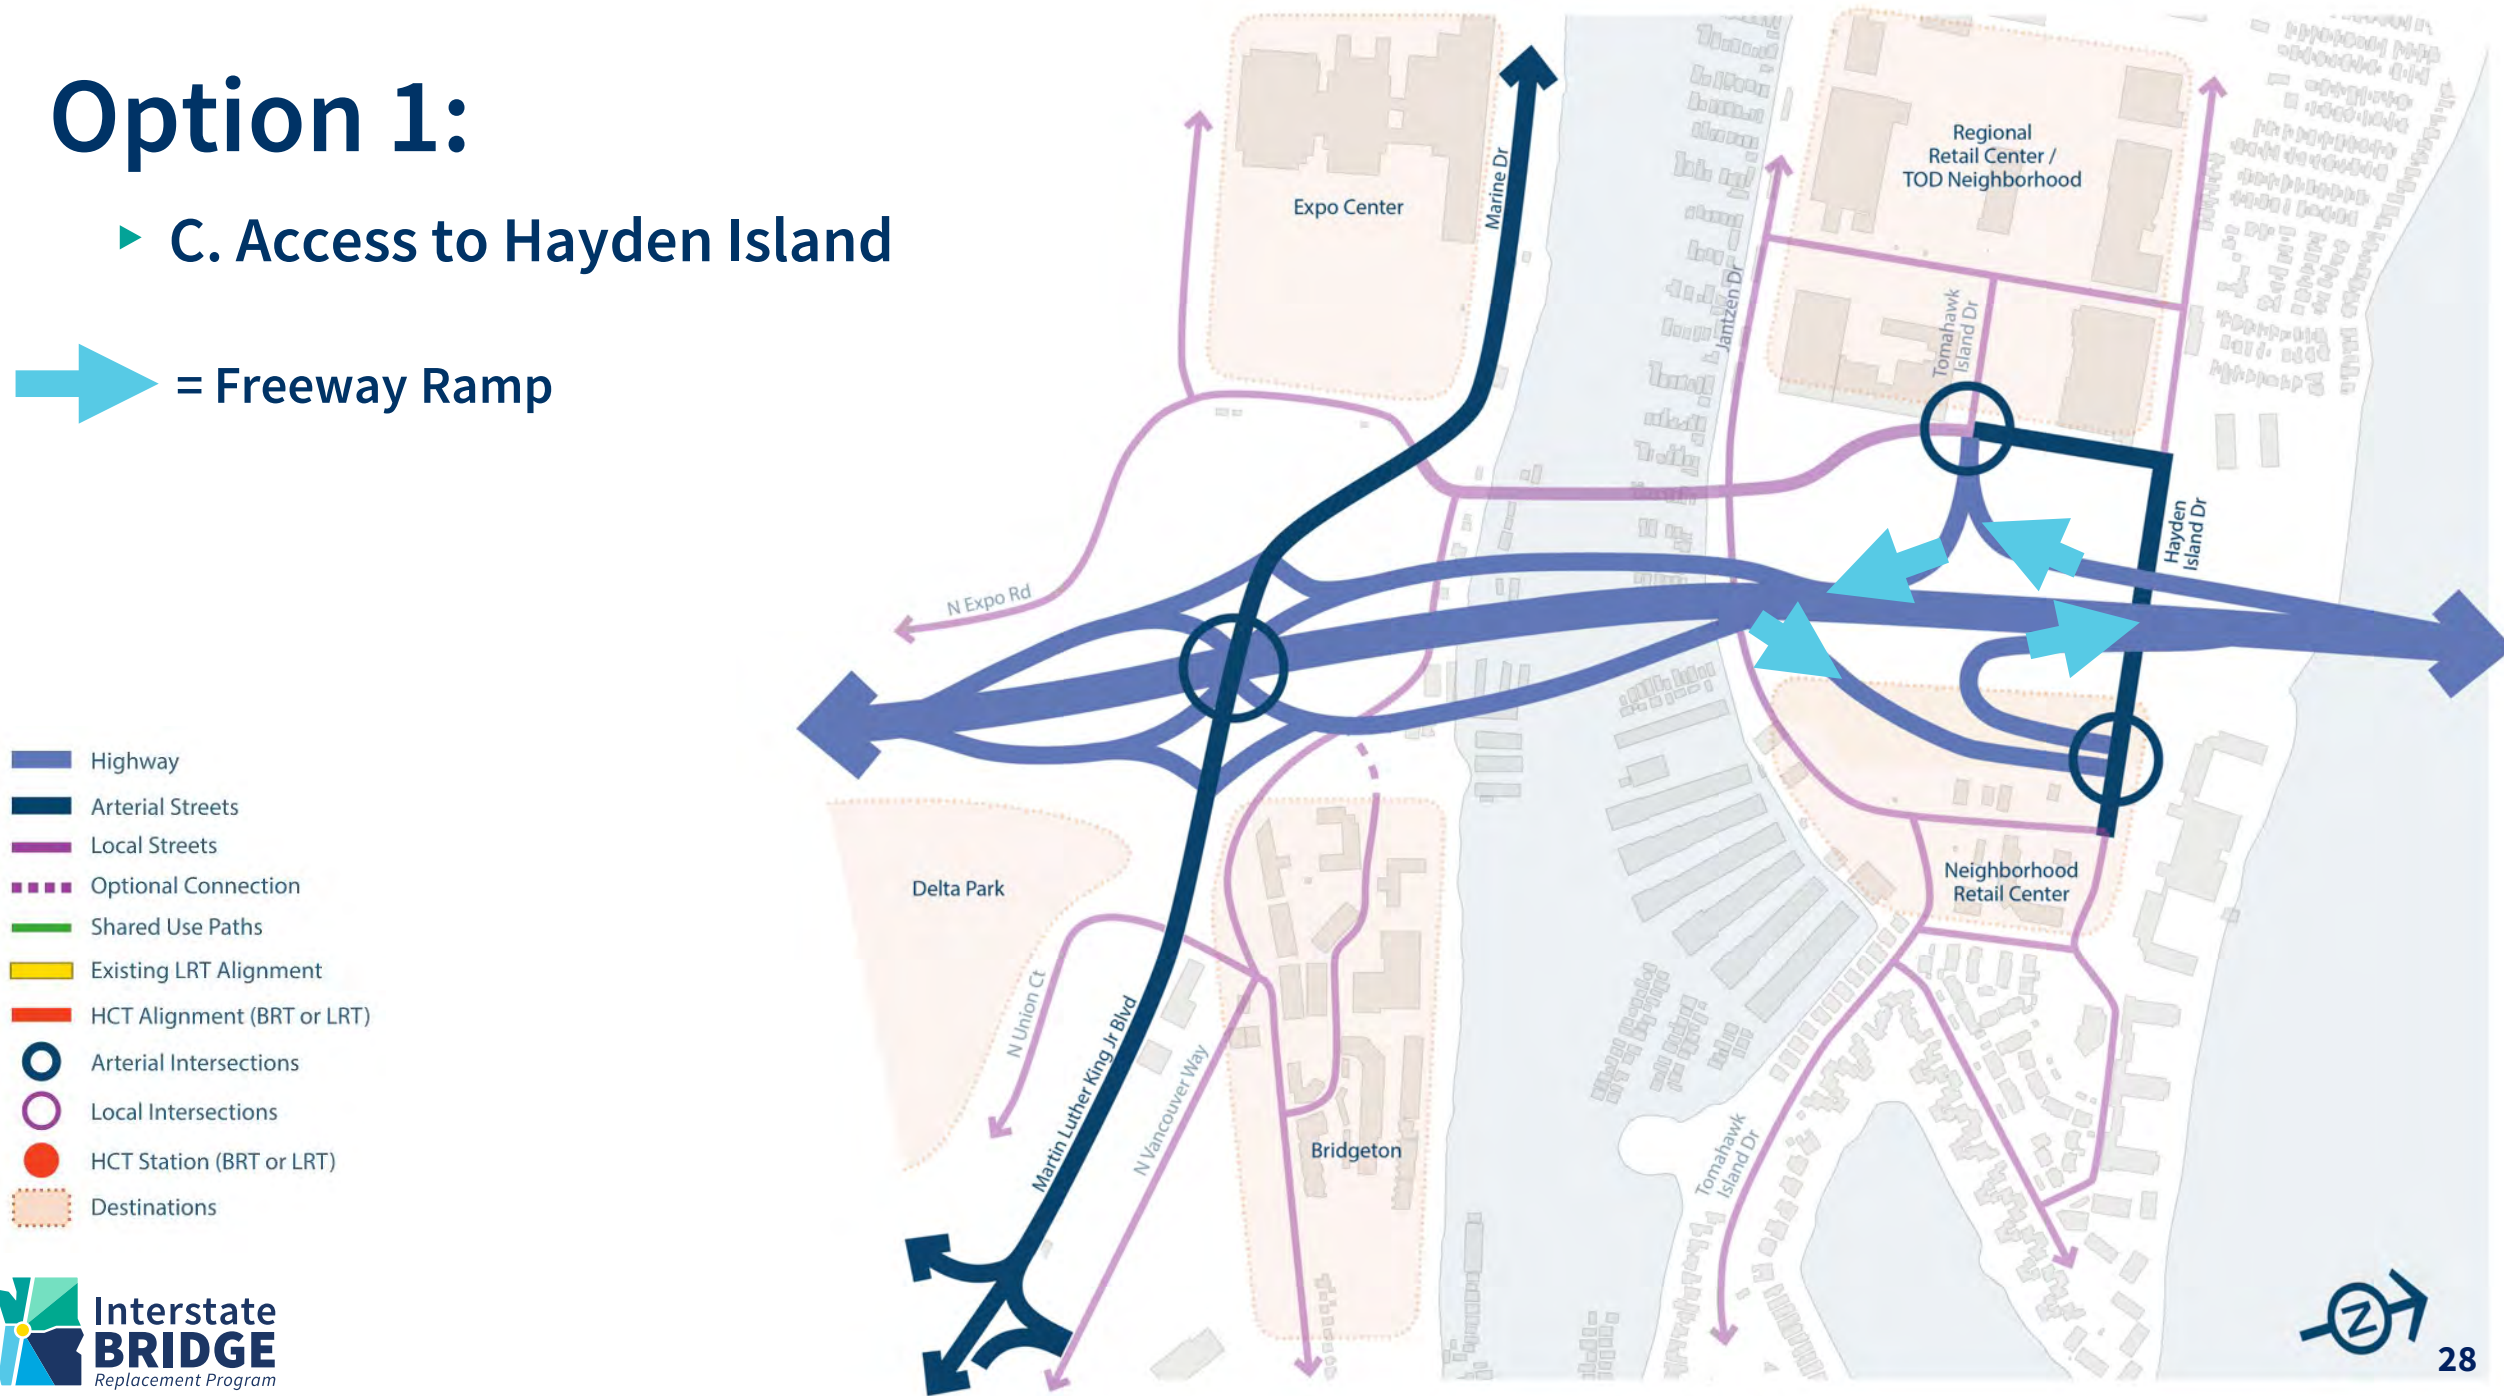 Option 1:
C. Access to Hayden Island
= Freeway Ramp
Highway
Arterial Streets
Local Streets
Optional Connection
Shared Use Paths
Existing LRT Alignment
HCT Alignment (BRT or LRT)
Arterial Intersections
Local Intersections
HCT Station (BRT or LRT)
Destinations
Interstate
BRIDGE
Replacement Program
Expo Center
Marine Dr
Regional
Retail Center /
TOD Neighborhood
Jantzen Dr
Tomahawk
Island Dr
Hayden
Island Dr
N Expo Rd
Delta Park
N Union Ct
Martin Luther King Jr Blvd
N Vancouver Way
Bridgeton
Neighborhood
Retail Center
Tomahawk
Island Dr
N
28